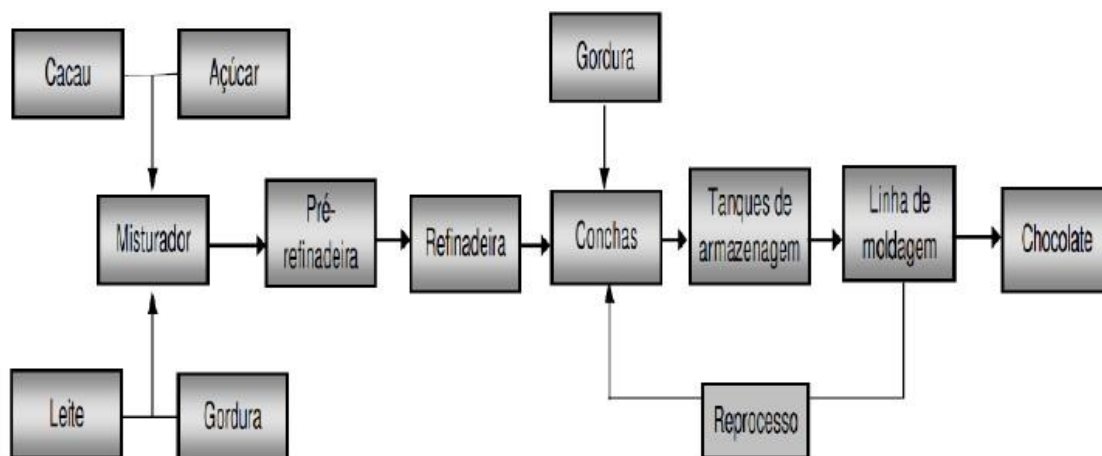 Cacau
Açúcar
Gordura
Misturador
Pré-
refinadeira
Refinadeira
Conchas
Tanques de
armazenagem
Linha de
moldagem
Chocolate
Leite
Gordura
Reprocesso